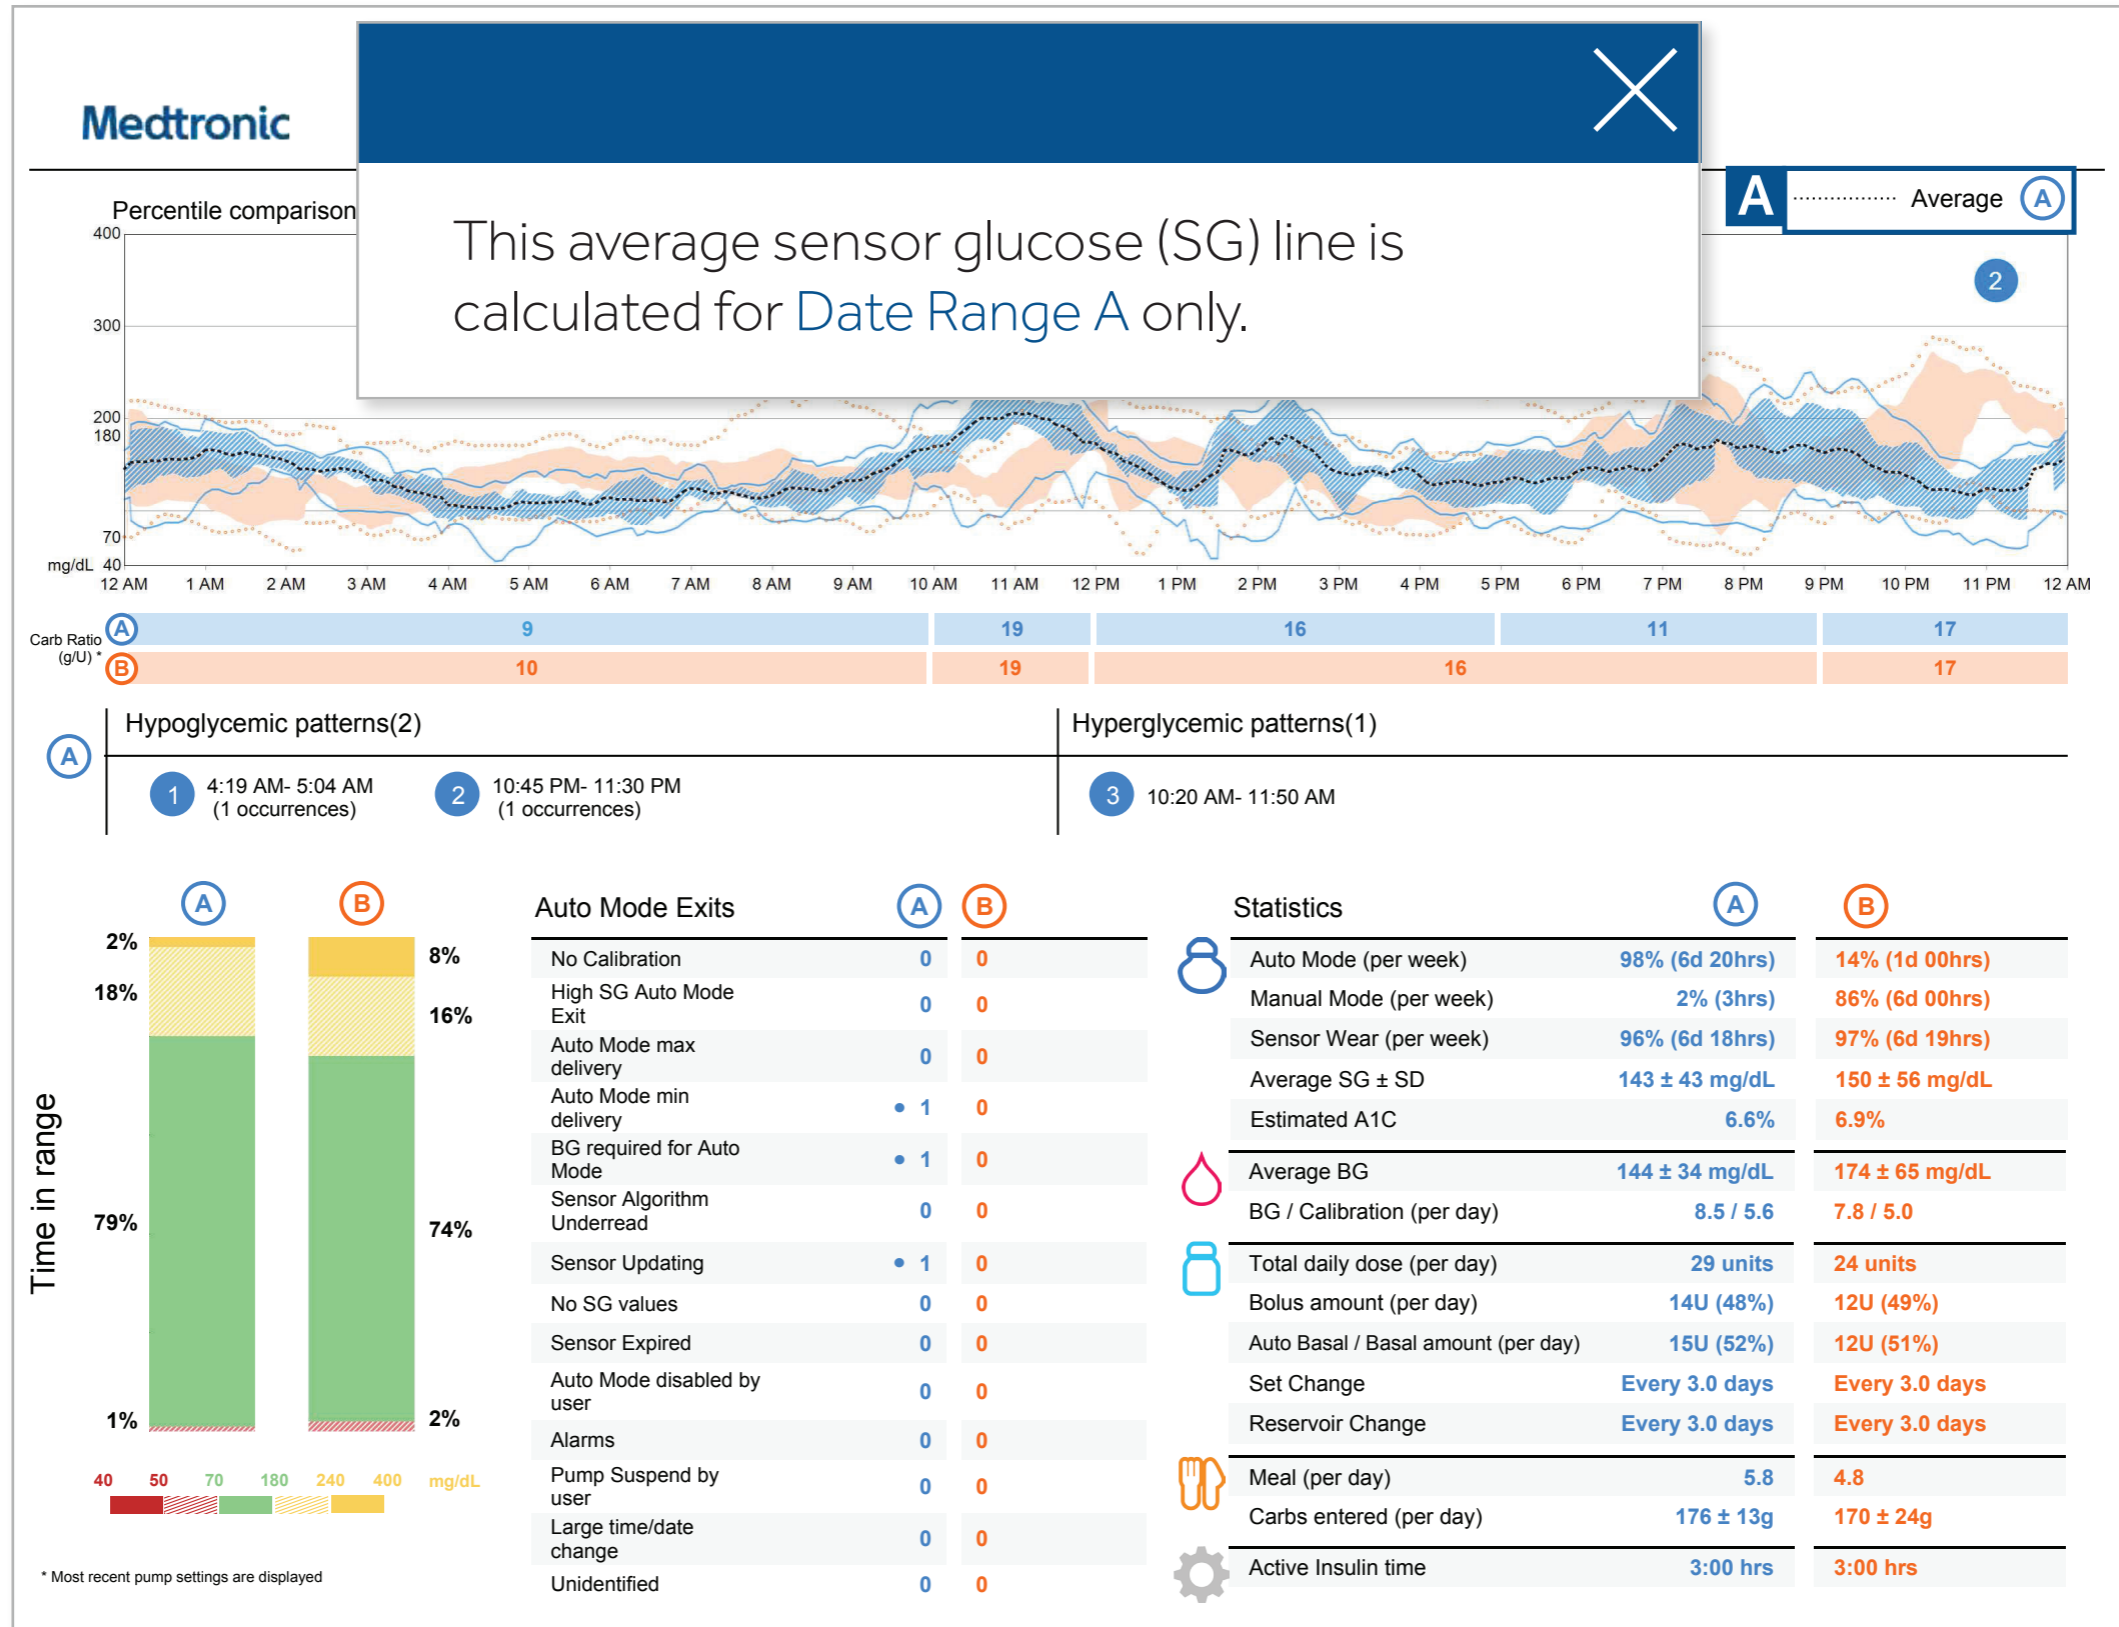 Medtronic
This average sensor glucose (SG) line is
calculated for Date Range A only.
A Average A
Percentile comparison
400
300
200
180
70
mg/dL 40
2
12 AM 1 AM 2 AM 3 AM 4 AM 5 AM 6 AM 7 AM 8 AM 9 AM 10 AM 11 AM 12 PM 1 PM 2 PM 3 PM 4 PM 5 PM 6 PM 7 PM 8 PM 9 PM 10 PM 11 PM 12 AM
Carb Ratio
(g/U) *
A 9 19 16 11 17
B 10 19 16 17
A
Hypoglycemic patterns(2)
1 4:19 AM- 5:04 AM
(1 occurrences)
2 10:45 PM- 11:30 PM
(1 occurrences)
Hyperglycemic patterns(1)
3 10:20 AM- 11:50 AM
Time in range
A B
2%
18%
79%
1%
8%
16%
74%
2%
40 50 70 180 240 400 mg/dL
* Most recent pump settings are displayed
Auto Mode Exits A B
No Calibration 0 0
High SG Auto Mode
Exit 0 0
Auto Mode max
delivery 0 0
Auto Mode min
delivery • 1 0
BG required for Auto
Mode • 1 0
Sensor Algorithm
Underread 0 0
Sensor Updating • 1 0
No SG values 0 0
Sensor Expired 0 0
Auto Mode disabled by
user 0 0
Alarms 0 0
Pump Suspend by
user 0 0
Large time/date
change 0 0
Unidentified 0 0
Statistics A B
Auto Mode (per week) 98% (6d 20hrs) 14% (1d 00hrs)
Manual Mode (per week) 2% (3hrs) 86% (6d 00hrs)
Sensor Wear (per week) 96% (6d 18hrs) 97% (6d 19hrs)
Average SG ± SD 143 ± 43 mg/dL 150 ± 56 mg/dL
Estimated A1C 6.6% 6.9%
Average BG 144 ± 34 mg/dL 174 ± 65 mg/dL
BG / Calibration (per day) 8.5 / 5.6 7.8 / 5.0
Total daily dose (per day) 29 units 24 units
Bolus amount (per day) 14U (48%) 12U (49%)
Auto Basal / Basal amount (per day) 15U (52%) 12U (51%)
Set Change Every 3.0 days Every 3.0 days
Reservoir Change Every 3.0 days Every 3.0 days
Meal (per day) 5.8 4.8
Carbs entered (per day) 176 ± 13g 170 ± 24g
Active Insulin time 3:00 hrs 3:00 hrs